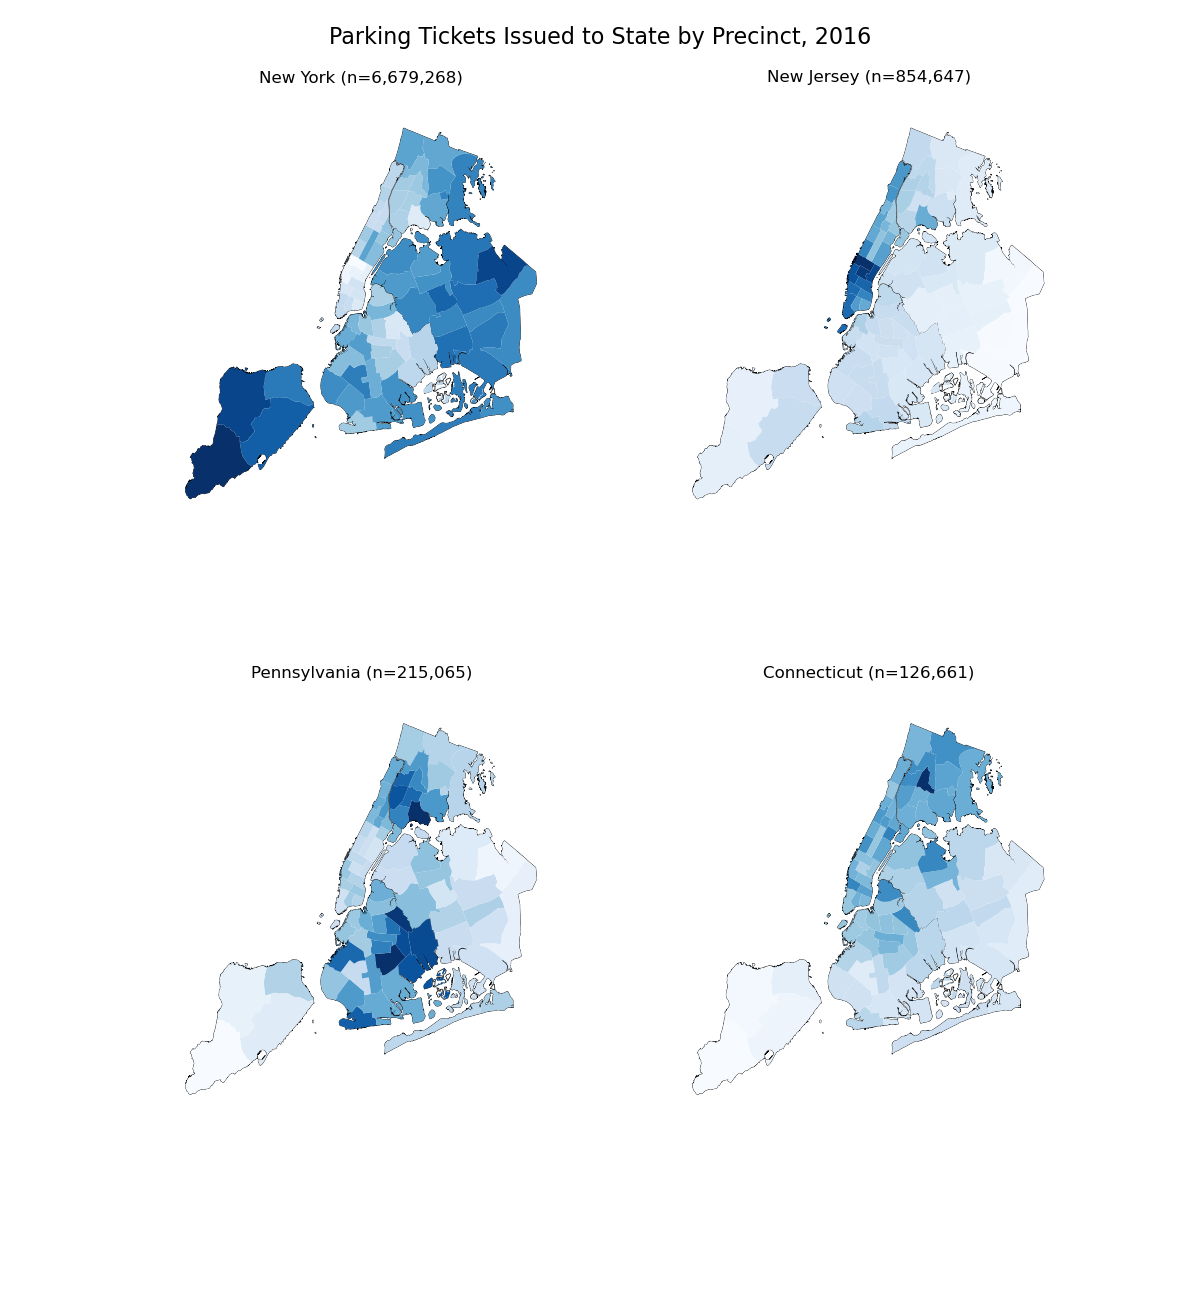 Parking Tickets Issued to State by Precinct, 2016
New York (n=6,679,268)
New Jersey (n=854,647)
Pennsylvania (n=215,065)
Connecticut (n=126,661)